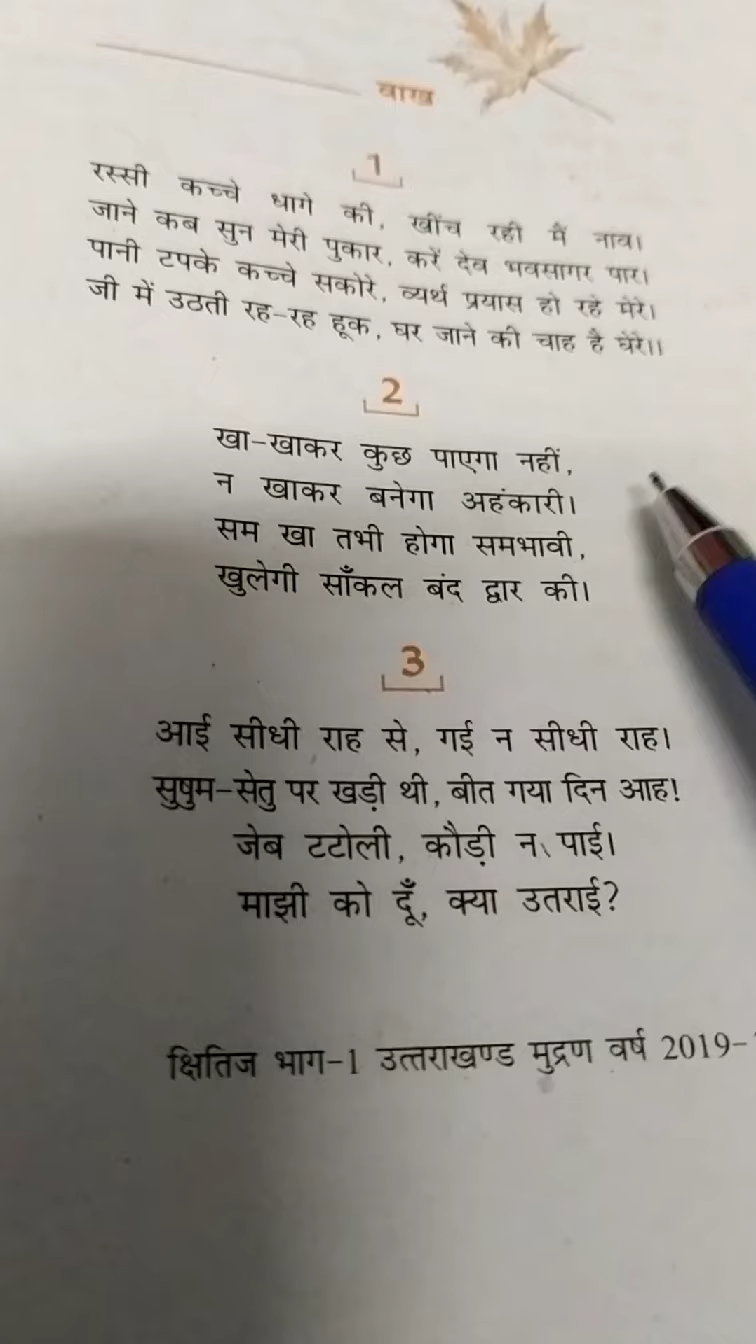 वाख
1
रस्सी कच्चे धागे की, खींच रही मैं नाव।
जाने कब सुन मेरी पुकार, करें देव भवसागर पार।
पानी टपके कच्चे सकोरे, व्यर्थ प्रयास हो रहे मेरे।
जी में उठती रह-रह हूक, घर जाने की चाह है घेरे।।
2
खा-खाकर कुछ पाएगा नहीं,
न खाकर बनेगा अहंकारी।
सम खा तभी होगा समभावी,
खुलेगी साँकल बंद द्वार की।
3
आई सीधी राह से, गई न सीधी राह।
सुषुम-सेतु पर खड़ी थी, बीत गया दिन आह!
जेब टटोली, कौड़ी न पाई।
माझी को दूँ, क्या उतराई?
क्षितिज भाग-1 उत्तराखण्ड मुद्रण वर्ष 2019-